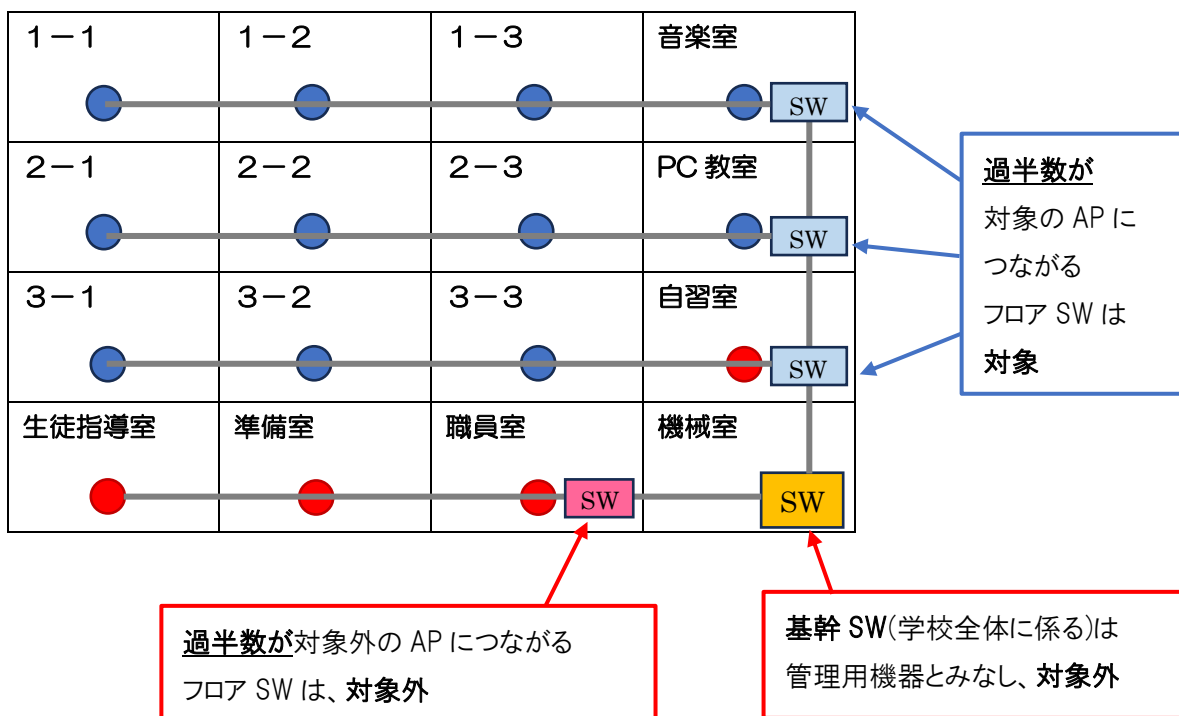 1－1
1－2
1－3
音楽室
SW
2－1
2－2
2－3
PC 教室
SW
3－1
3－2
3－3
自習室
SW
生徒指導室
準備室
職員室
機械室
SW
SW
過半数が
対象の AP に
つながる
フロア SW は
対象
過半数が対象外の AP につながる
フロア SW は、対象外
基幹 SW(学校全体に係る)は
管理用機器とみなし、対象外